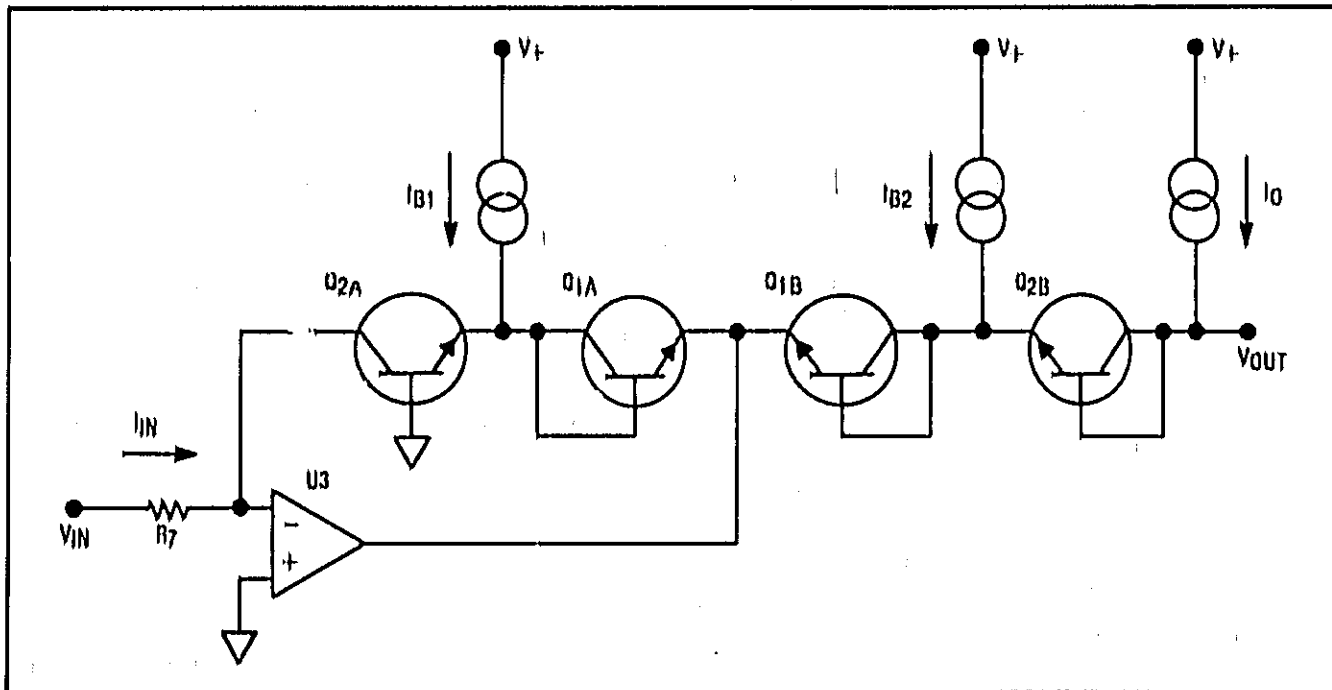 V+
V+
V+
IB1
IB2
IO
Q2A
Q1A
Q1B
Q2B
VOUT
IIN
U3
VIN
R7
-
+